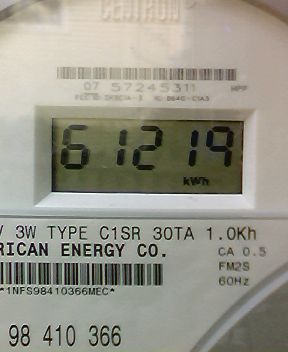 CENTRON
07 57245311
61219
kWh
V 3W TYPE C1SR 30TA 1.0Kh
RICAN ENERGY CO.
CA 0.5
FM2S
60Hz
*1NFS98410366MEC*
98 410 366